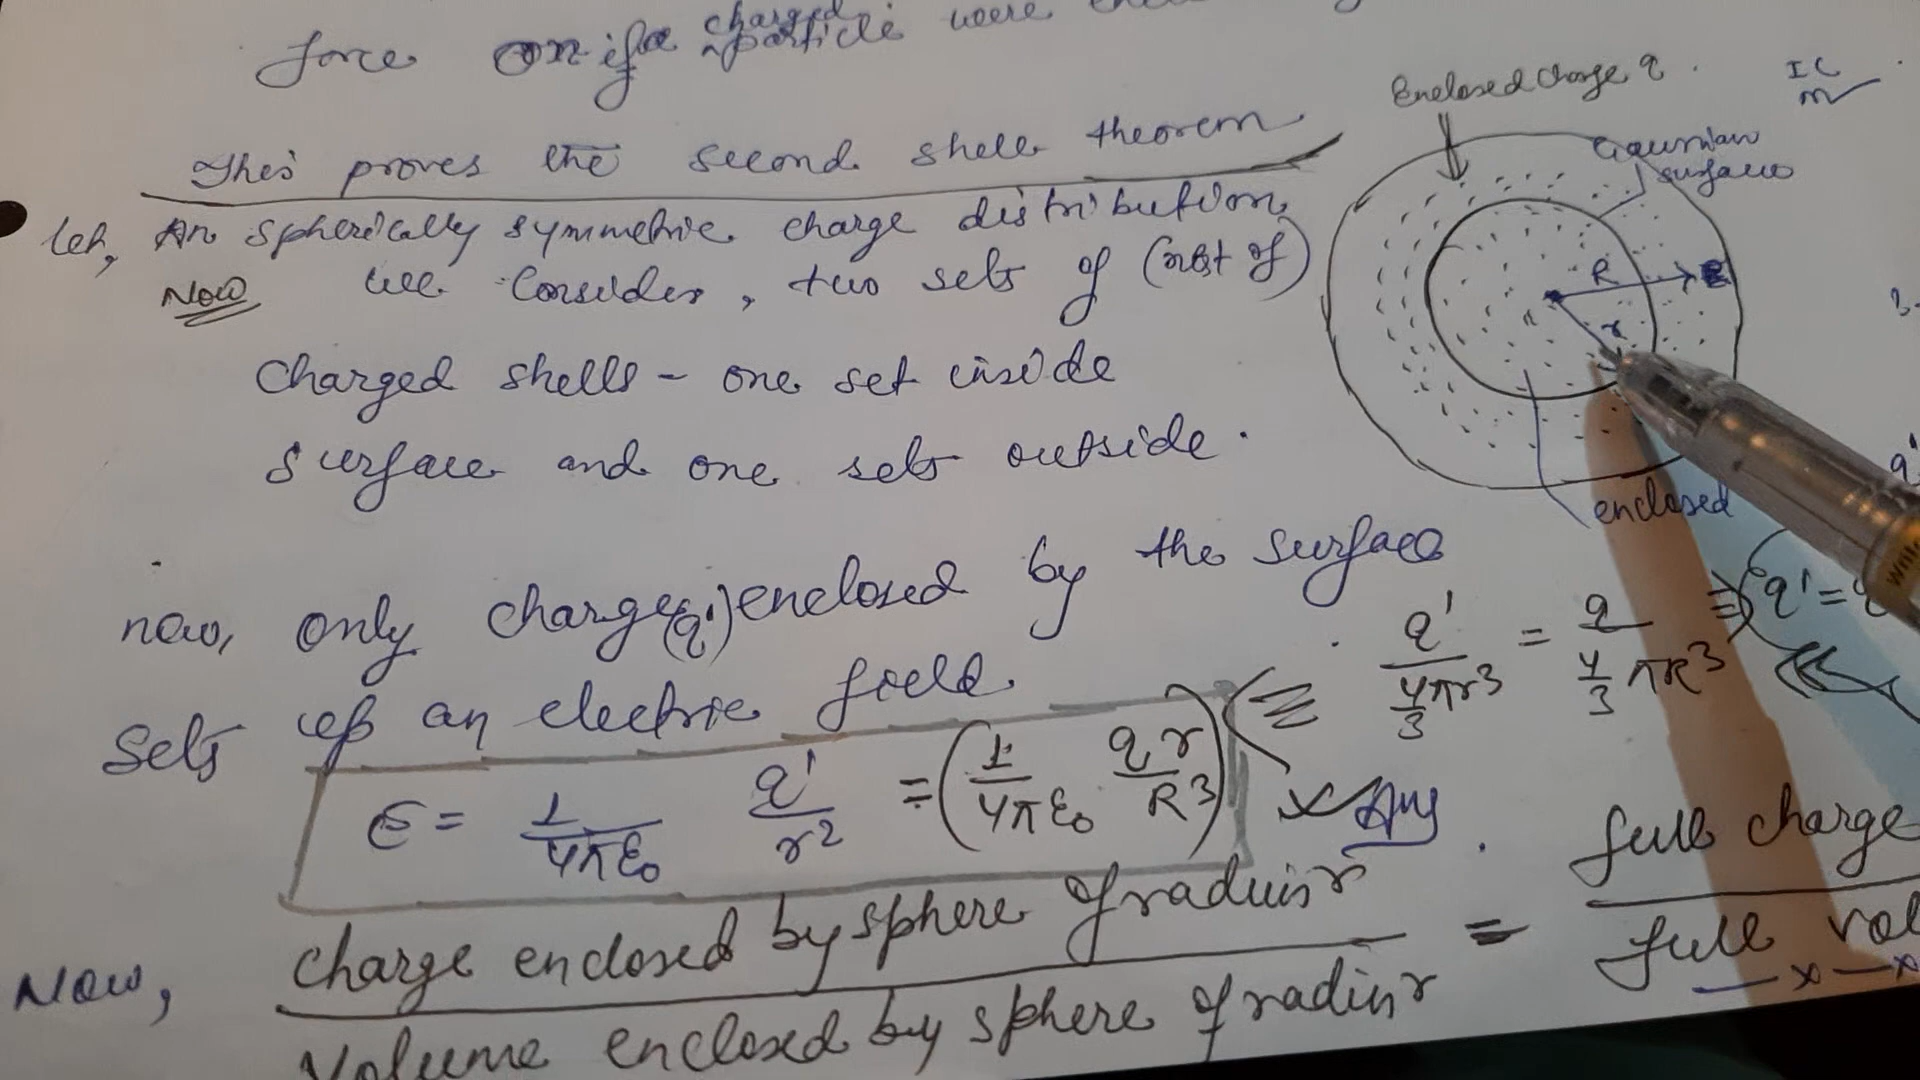 force on if a charged particle were
This proves the second shell theorem
Let, An spherically symmetric charge distribution,
Now we Consider, two sets of (not of)
Charged shells - one set inside
surface and one sets outside.
now, only charge (q') enclosed by the surface
sets up an electric field.
E = 1/4πε₀ q'/r² = (1/4πε₀ qr/R³) Ans
Now, charge enclosed by sphere of radius r / Volume enclosed by sphere of radius r = full charge / full vol
Enclosed charge q
Gaussian
surface
R
r
enclosed
q'/(4/3 πr³) = q/(4/3 πR³) ⇒ q' =